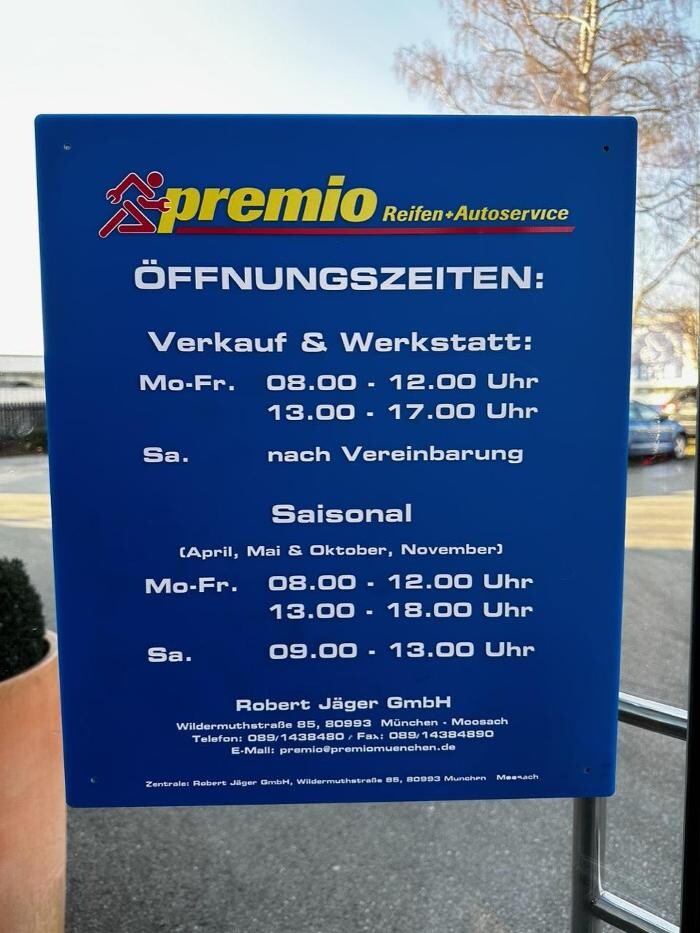 premio Reifen+Autoservice
ÖFFNUNGSZEITEN:
Verkauf & Werkstatt:
Mo-Fr. 08.00 - 12.00 Uhr
13.00 - 17.00 Uhr
Sa. nach Vereinbarung
Saisonal
(April, Mai & Oktober, November)
Mo-Fr. 08.00 - 12.00 Uhr
13.00 - 18.00 Uhr
Sa. 09.00 - 13.00 Uhr
Robert Jäger GmbH
Wildermuthstraße 85, 80993 München - Moosach
Telefon: 089/1438480 / Fax: 089/14384890
E-Mail: premio@premiomuenchen.de
Zentrale: Robert Jäger GmbH, Wildermuthstraße 85, 80993 München Moosach